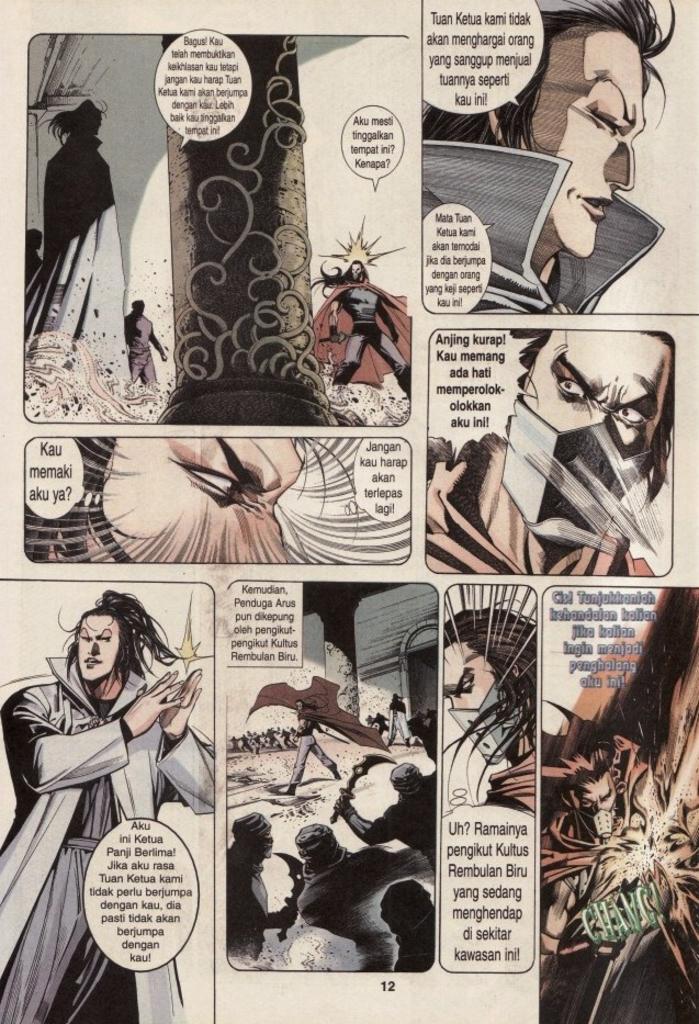 Bagus! Kau
telah membuktikan
keikhlasan kau tetapi
jangan kau harap Tuan
Ketua kami akan berjumpa
dengan kau. Lebih
baik kau tinggalkan
tempat ini!
Aku mesti
tinggalkan
tempat ini?
Kenapa?
Tuan Ketua kami tidak
akan menghargai orang
yang sanggup menjual
tuannya seperti
kau ini!
Mata Tuan
Ketua kami
akan ternodai
jika dia berjumpa
dengan orang
yang keji seperti
kau ini!
Kau
memaki
aku ya?
Jangan
kau harap
akan
terlepas
lagi!
Anjing kurap!
Kau memang
ada hati
memperolok-
olokkan
aku ini!
Aku
ini Ketua
Panji Berlima!
Jika aku rasa
Tuan Ketua kami
tidak perlu berjumpa
dengan kau, dia
pasti tidak akan
berjumpa
dengan
kau!
Kemudian,
Penduga Arus
pun dikepung
oleh pengikut-
pengikut Kultus
Rembulan Biru.
Uh? Ramainya
pengikut Kultus
Rembulan Biru
yang sedang
menghendap
di sekitar
kawasan ini!
Cis! Tunjukkanlah
kehandalan kalian
jika kalian
ingin menjadi
penghalang
aku ini!
CHANG!
12